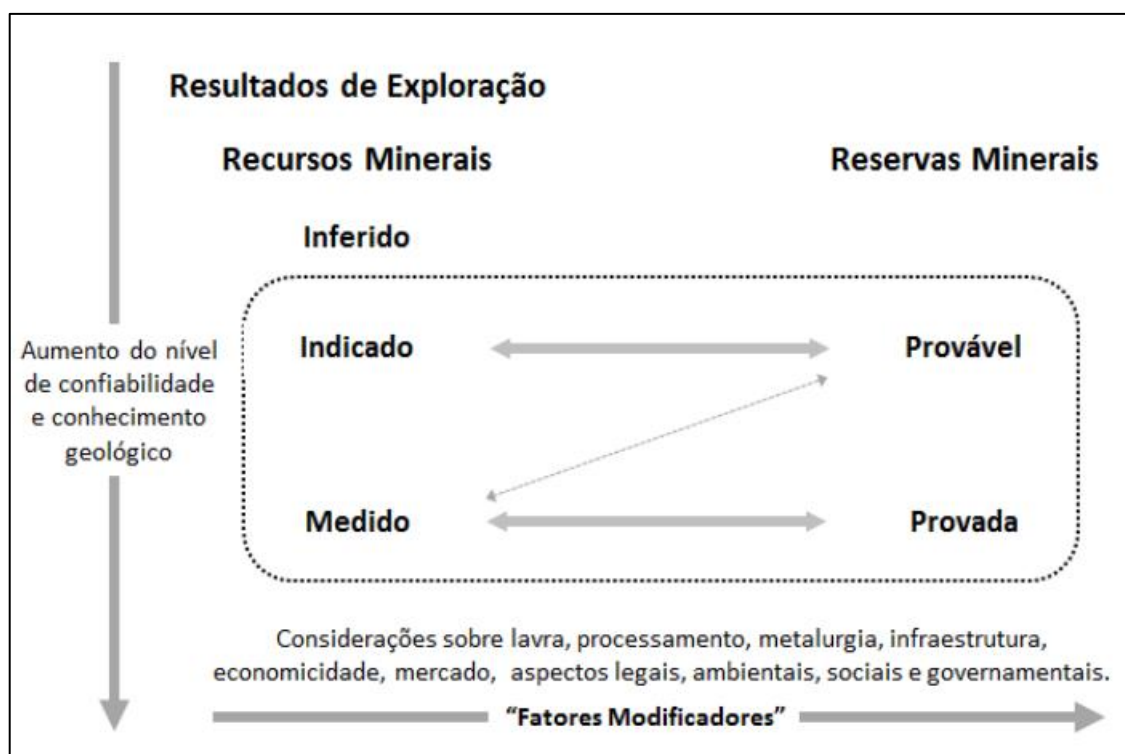 Resultados de Exploração
Recursos Minerais
Reservas Minerais
Inferido
Aumento do nível
de confiabilidade
e conhecimento
geológico
Indicado
Provável
Medido
Provada
Considerações sobre lavra, processamento, metalurgia, infraestrutura,
economicidade, mercado, aspectos legais, ambientais, sociais e governamentais.
“Fatores Modificadores”